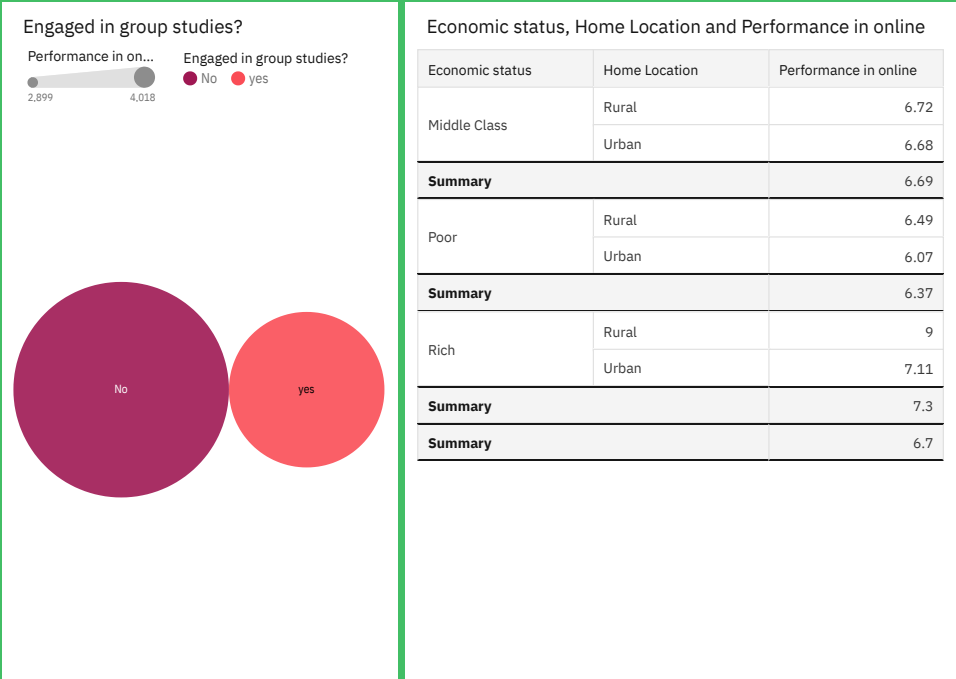 Engaged in group studies?
Performance in on...
2,899
4,018
Engaged in group studies?
No
yes
No
yes
Economic status, Home Location and Performance in online
Economic status
Home Location
Performance in online
Middle Class
Rural
6.72
Urban
6.68
Summary
6.69
Poor
Rural
6.49
Urban
6.07
Summary
6.37
Rich
Rural
9
Urban
7.11
Summary
7.3
Summary
6.7